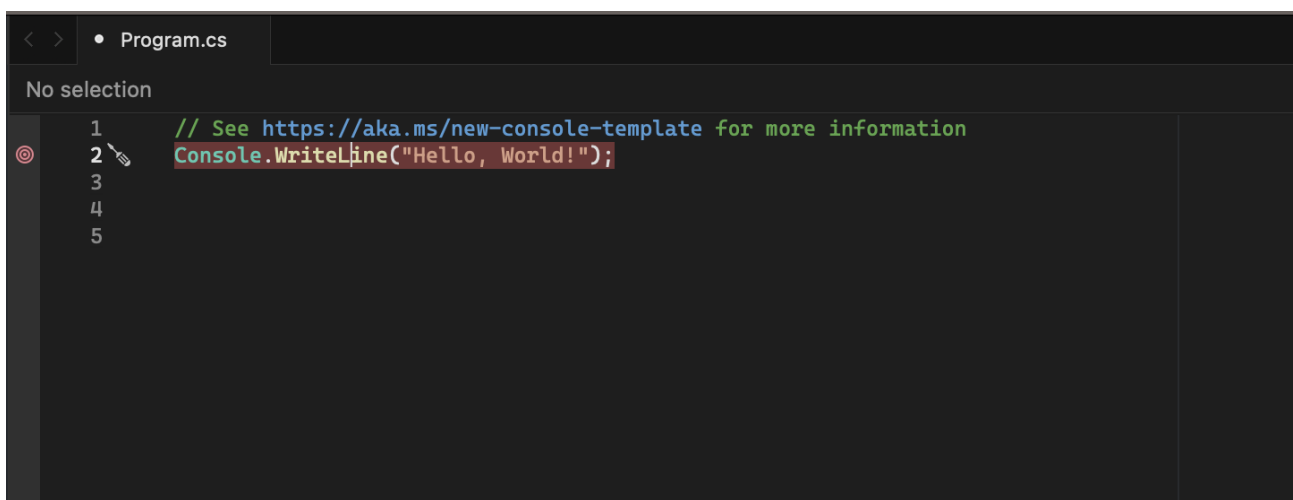 Program.cs
No selection
1 // See https://aka.ms/new-console-template for more information
2 Console.WriteLine("Hello, World!");
3
4
5